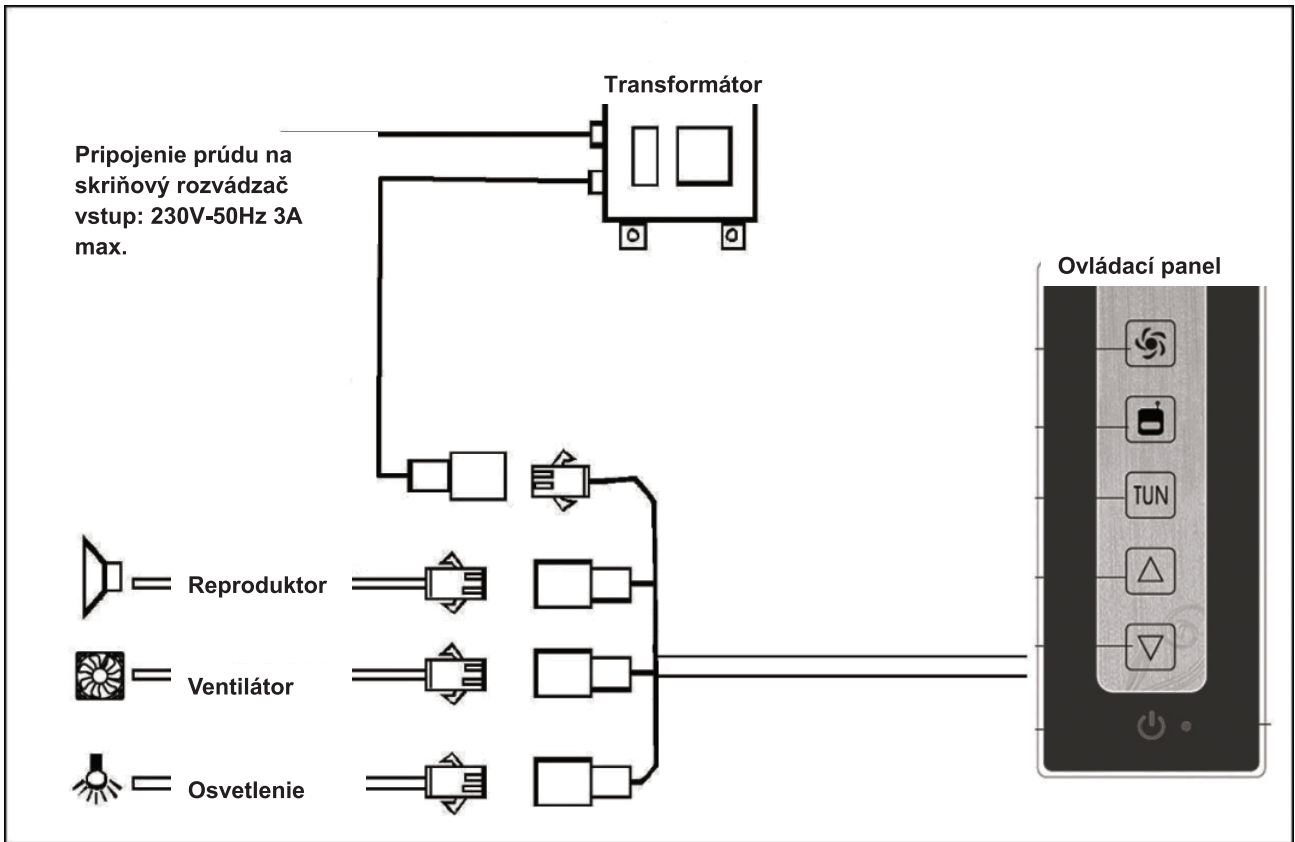 Transformátor
Pripojenie prúdu na
skriňový rozvádzač
vstup: 230V-50Hz 3A
max.
Ovládací panel
TUN
Reproduktor
Ventilátor
Osvetlenie